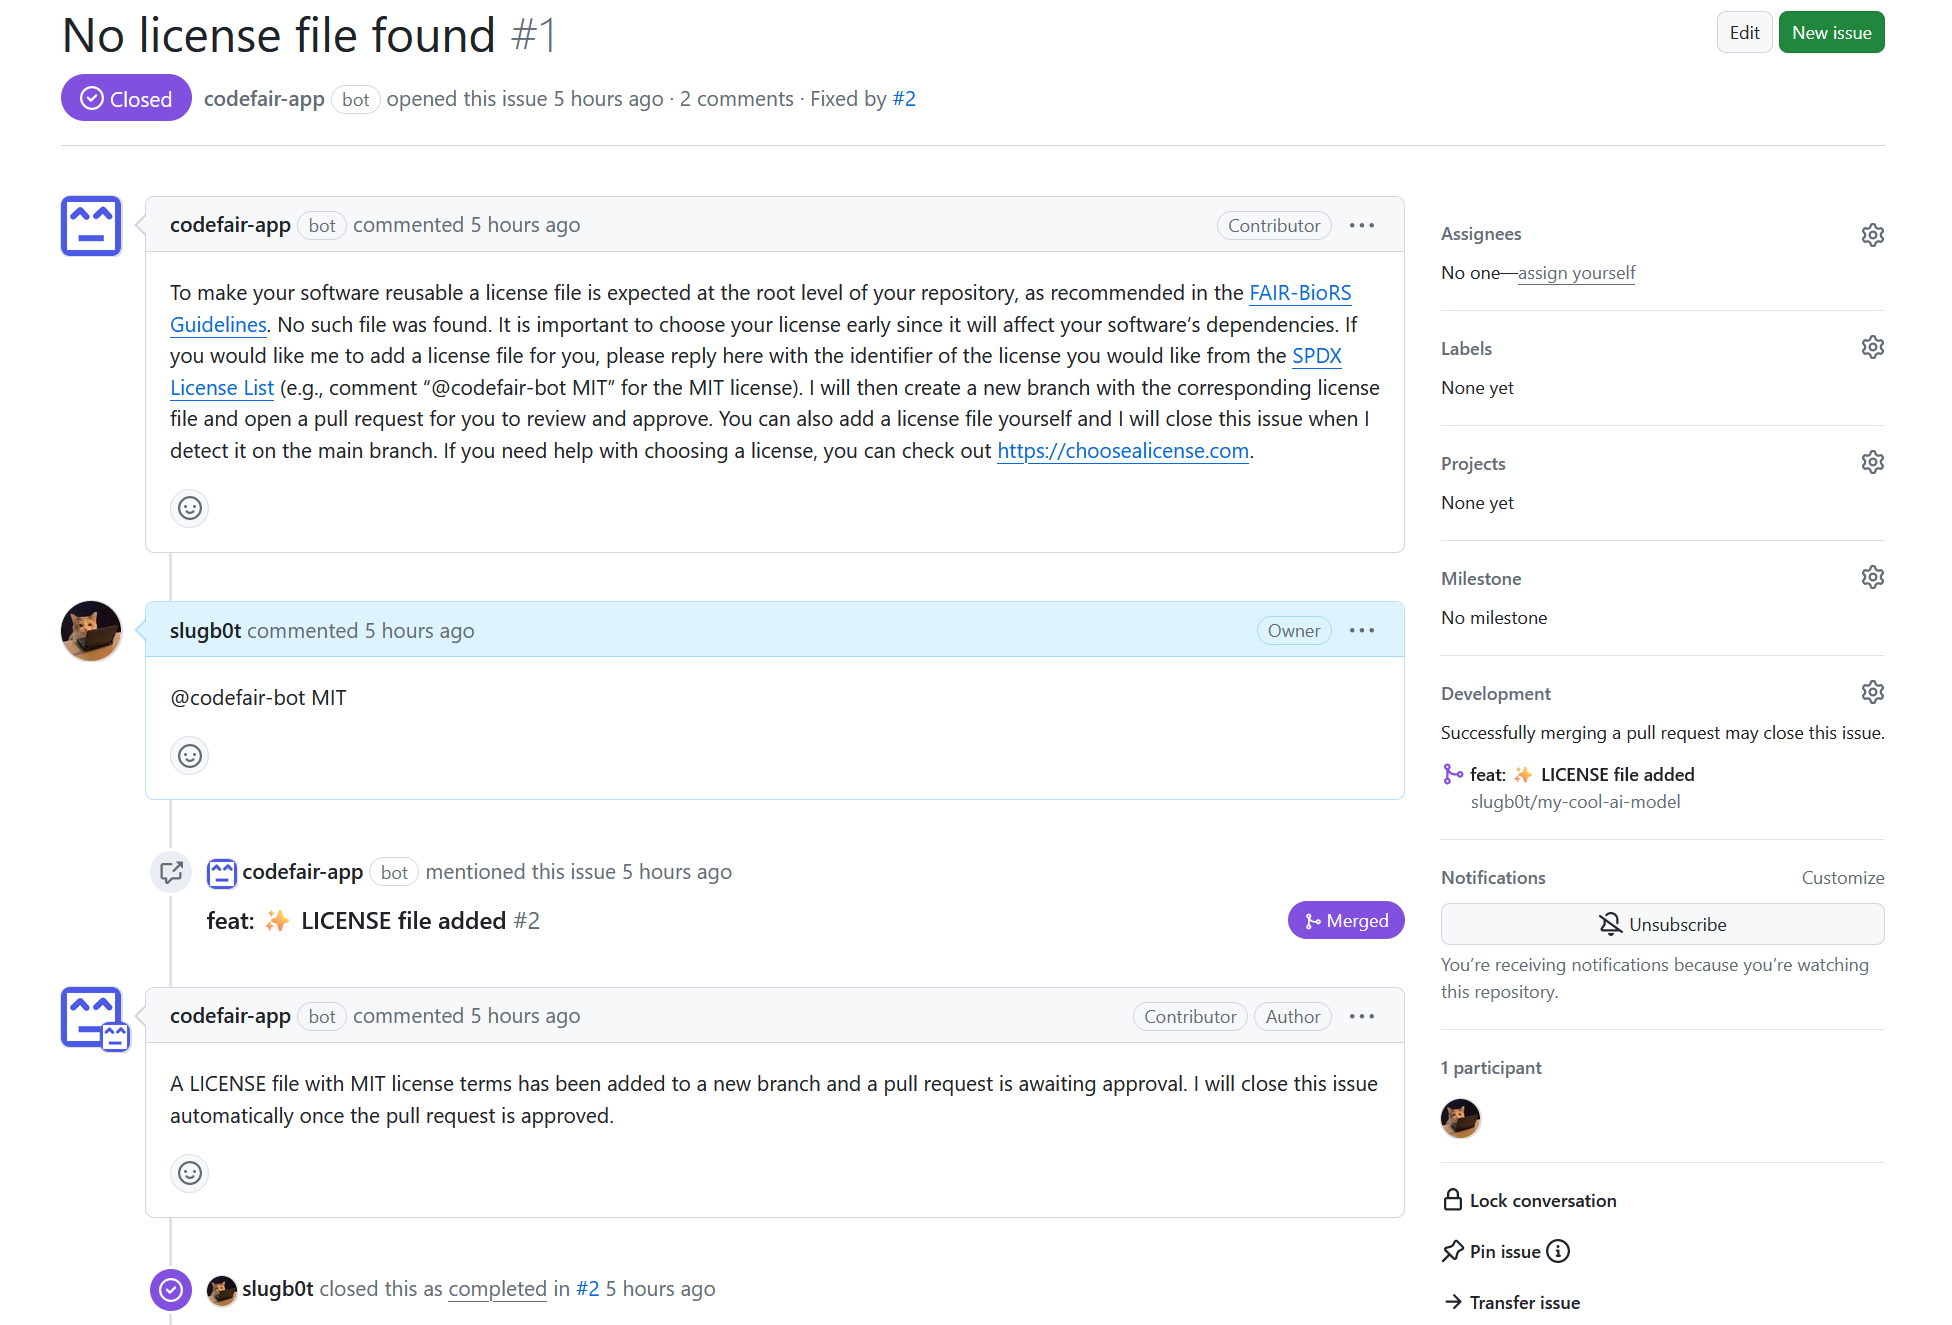 No license file found #1
Edit
New issue
Closed
codefair-app bot opened this issue 5 hours ago · 2 comments · Fixed by #2
codefair-app bot commented 5 hours ago
Contributor
To make your software reusable a license file is expected at the root level of your repository, as recommended in the FAIR-BioRS
Guidelines. No such file was found. It is important to choose your license early since it will affect your software’s dependencies. If
you would like me to add a license file for you, please reply here with the identifier of the license you would like from the SPDX
License List (e.g., comment “@codefair-bot MIT” for the MIT license). I will then create a new branch with the corresponding license
file and open a pull request for you to review and approve. You can also add a license file yourself and I will close this issue when I
detect it on the main branch. If you need help with choosing a license, you can check out https://choosealicense.com.
slugb0t commented 5 hours ago
Owner
@codefair-bot MIT
codefair-app bot mentioned this issue 5 hours ago
feat: ✨ LICENSE file added #2
Merged
codefair-app bot commented 5 hours ago
Contributor
Author
A LICENSE file with MIT license terms has been added to a new branch and a pull request is awaiting approval. I will close this issue
automatically once the pull request is approved.
slugb0t closed this as completed in #2 5 hours ago
Assignees
No one—assign yourself
Labels
None yet
Projects
None yet
Milestone
No milestone
Development
Successfully merging a pull request may close this issue.
feat: ✨ LICENSE file added
slugb0t/my-cool-ai-model
Notifications
Customize
Unsubscribe
You’re receiving notifications because you’re watching
this repository.
1 participant
Lock conversation
Pin issue
Transfer issue